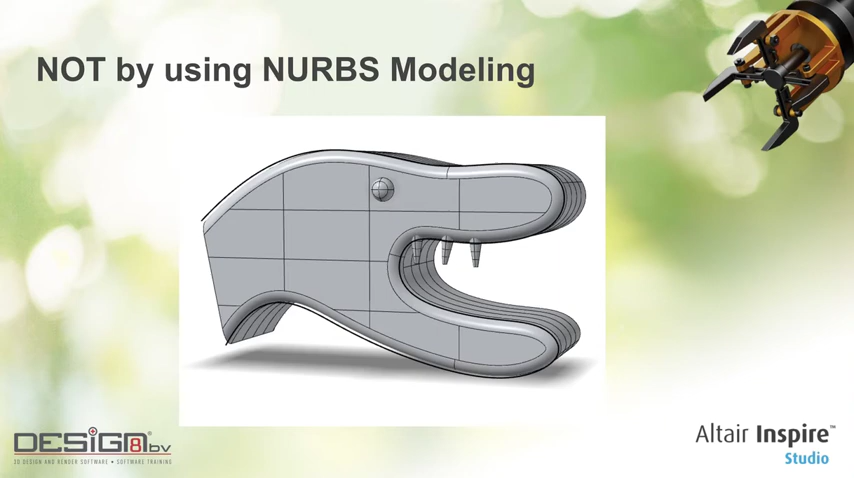 NOT by using NURBS Modeling
DESiGN8bv®
3D DESIGN AND RENDER SOFTWARE • SOFTWARE TRAINING
Altair Inspire™
Studio